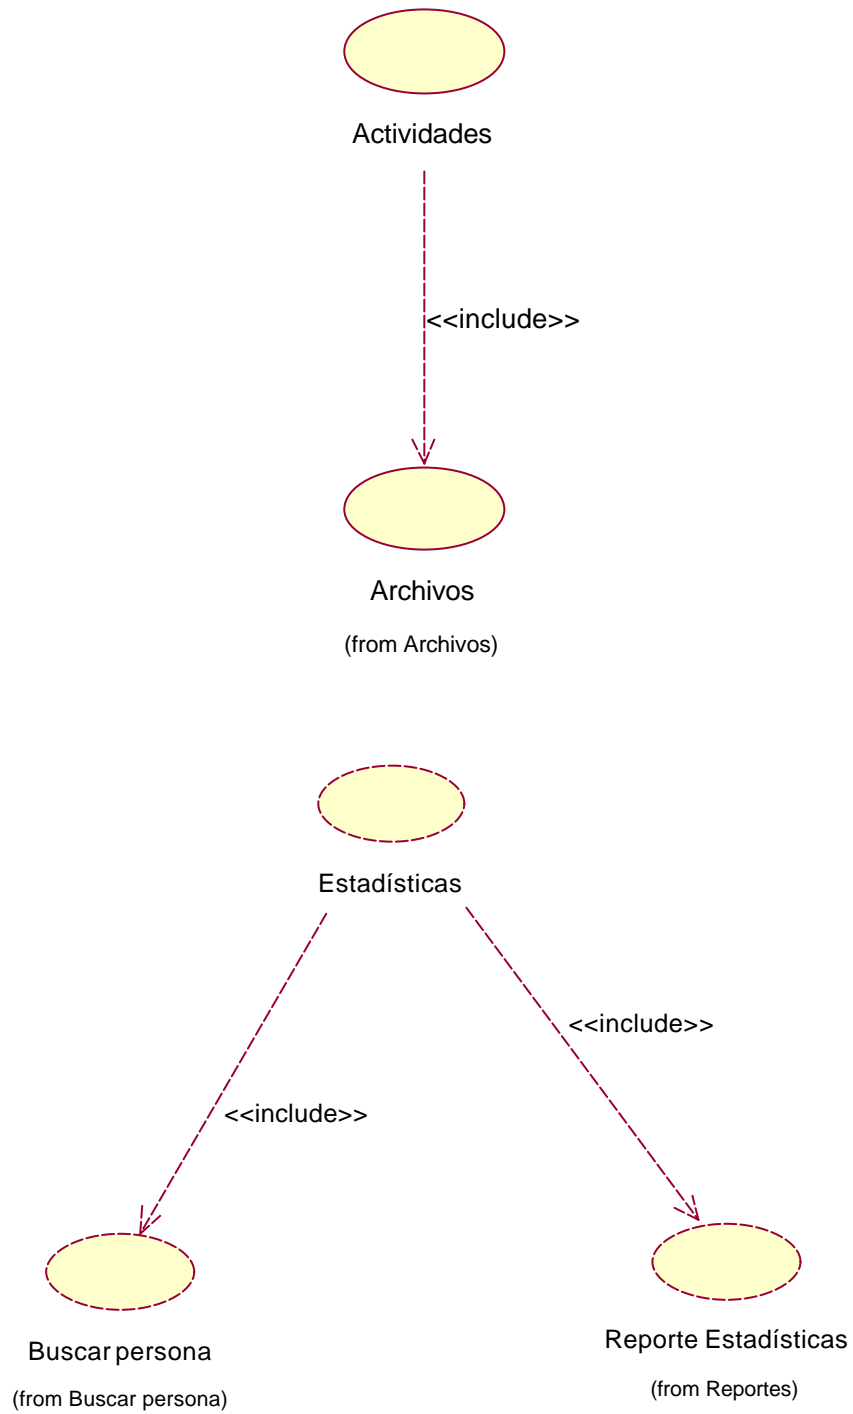 Actividades
<<include>>
Archivos
(from Archivos)
Estadísticas
<<include>>
<<include>>
Buscar persona
(from Buscar persona)
Reporte Estadísticas
(from Reportes)